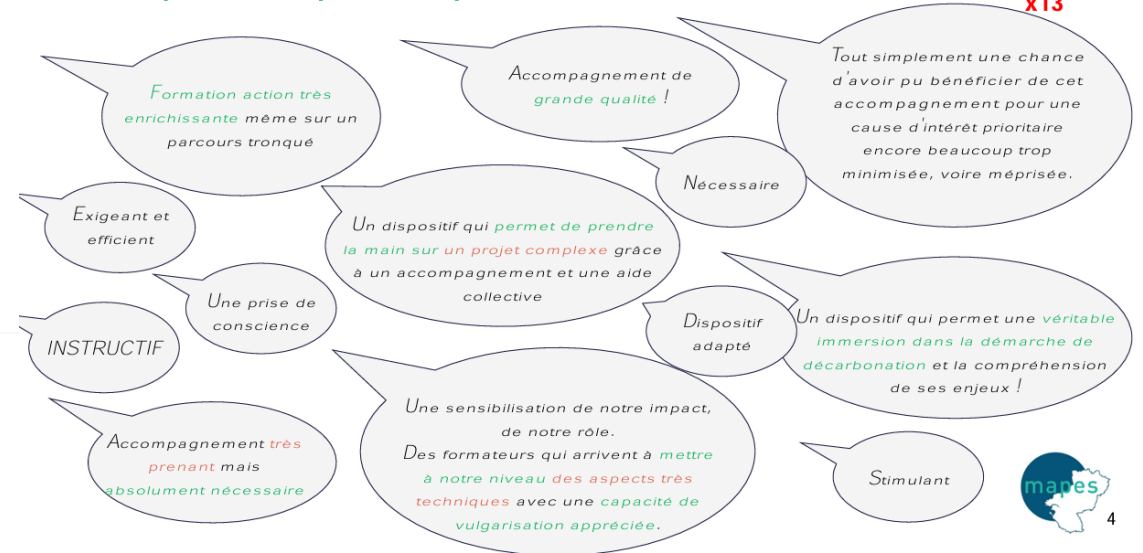 x13
Formation action très
enrichissante même sur un
parcours tronqué
Accompagnement de
grande qualité !
Tout simplement une chance
d'avoir pu bénéficier de cet
accompagnement pour une
cause d'intérêt prioritaire
encore beaucoup trop
minimisée, voire méprisée.
Nécessaire
Exigeant et
efficient
Un dispositif qui permet de prendre
la main sur un projet complexe grâce
à un accompagnement et une aide
collective
Une prise de
conscience
INSTRUCTIF
Dispositif
adapté
Un dispositif qui permet une véritable
immersion dans la démarche de
décarbonation et la compréhension
de ses enjeux !
Accompagnement très
prenant mais
absolument nécessaire
Une sensibilisation de notre impact,
de notre rôle.
Des formateurs qui arrivent à mettre
à notre niveau des aspects très
techniques avec une capacité de
vulgarisation appréciée.
Stimulant
mapes
4